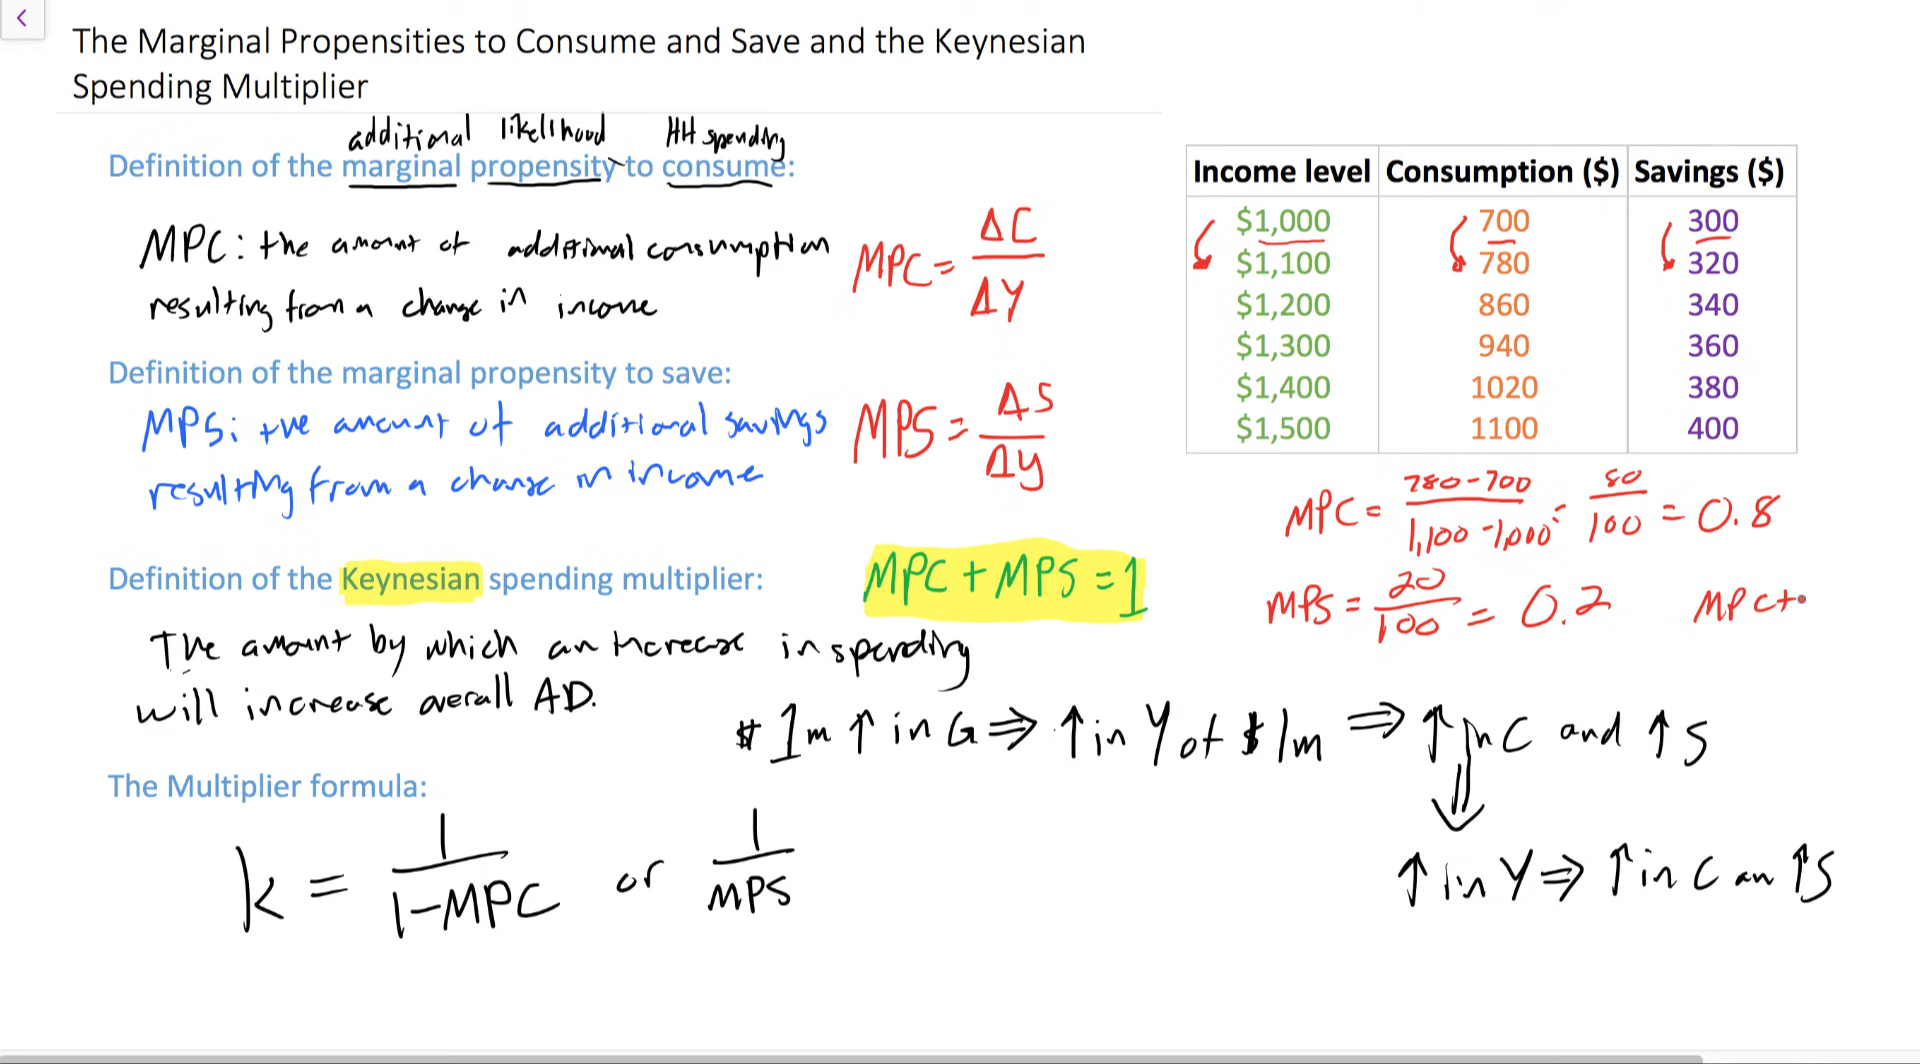 The Marginal Propensities to Consume and Save and the Keynesian
Spending Multiplier
additional likelihood HH spending
Definition of the marginal propensity to consume:
MPC: the amount of additional consumption
resulting from a change in income
MPC = ΔC / ΔY
Definition of the marginal propensity to save:
MPS: the amount of additional savings
resulting from a change in income
MPS = ΔS / ΔY
Definition of the Keynesian spending multiplier:
MPC + MPS = 1
The amount by which an increase in spending
will increase overall AD.
$1m ↑ in G ⇒ ↑ in Y of $1m ⇒ ↑ in C and ↑ S
⇓
↑ in Y ⇒ ↑ in C an ↑S
The Multiplier formula:
k = 1 / 1-MPC or 1 / MPS
Income level Consumption ($) Savings ($)
$1,000 700 300
$1,100 780 320
$1,200 860 340
$1,300 940 360
$1,400 1020 380
$1,500 1100 400
MPC = 780-700 / 1,100-1,000 = 80 / 100 = 0.8
MPS = 20 / 100 = 0.2 MPC+